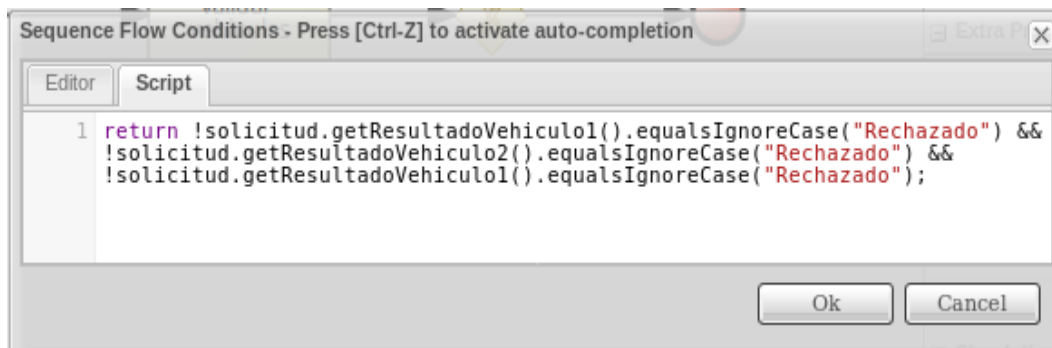 Sequence Flow Conditions - Press [Ctrl-Z] to activate auto-completion
Extra P
Editor
Script
1
return !solicitud.getResultadoVehiculo1().equalsIgnoreCase("Rechazado") &&
!solicitud.getResultadoVehiculo2().equalsIgnoreCase("Rechazado") &&
!solicitud.getResultadoVehiculo1().equalsIgnoreCase("Rechazado");
Ok
Cancel